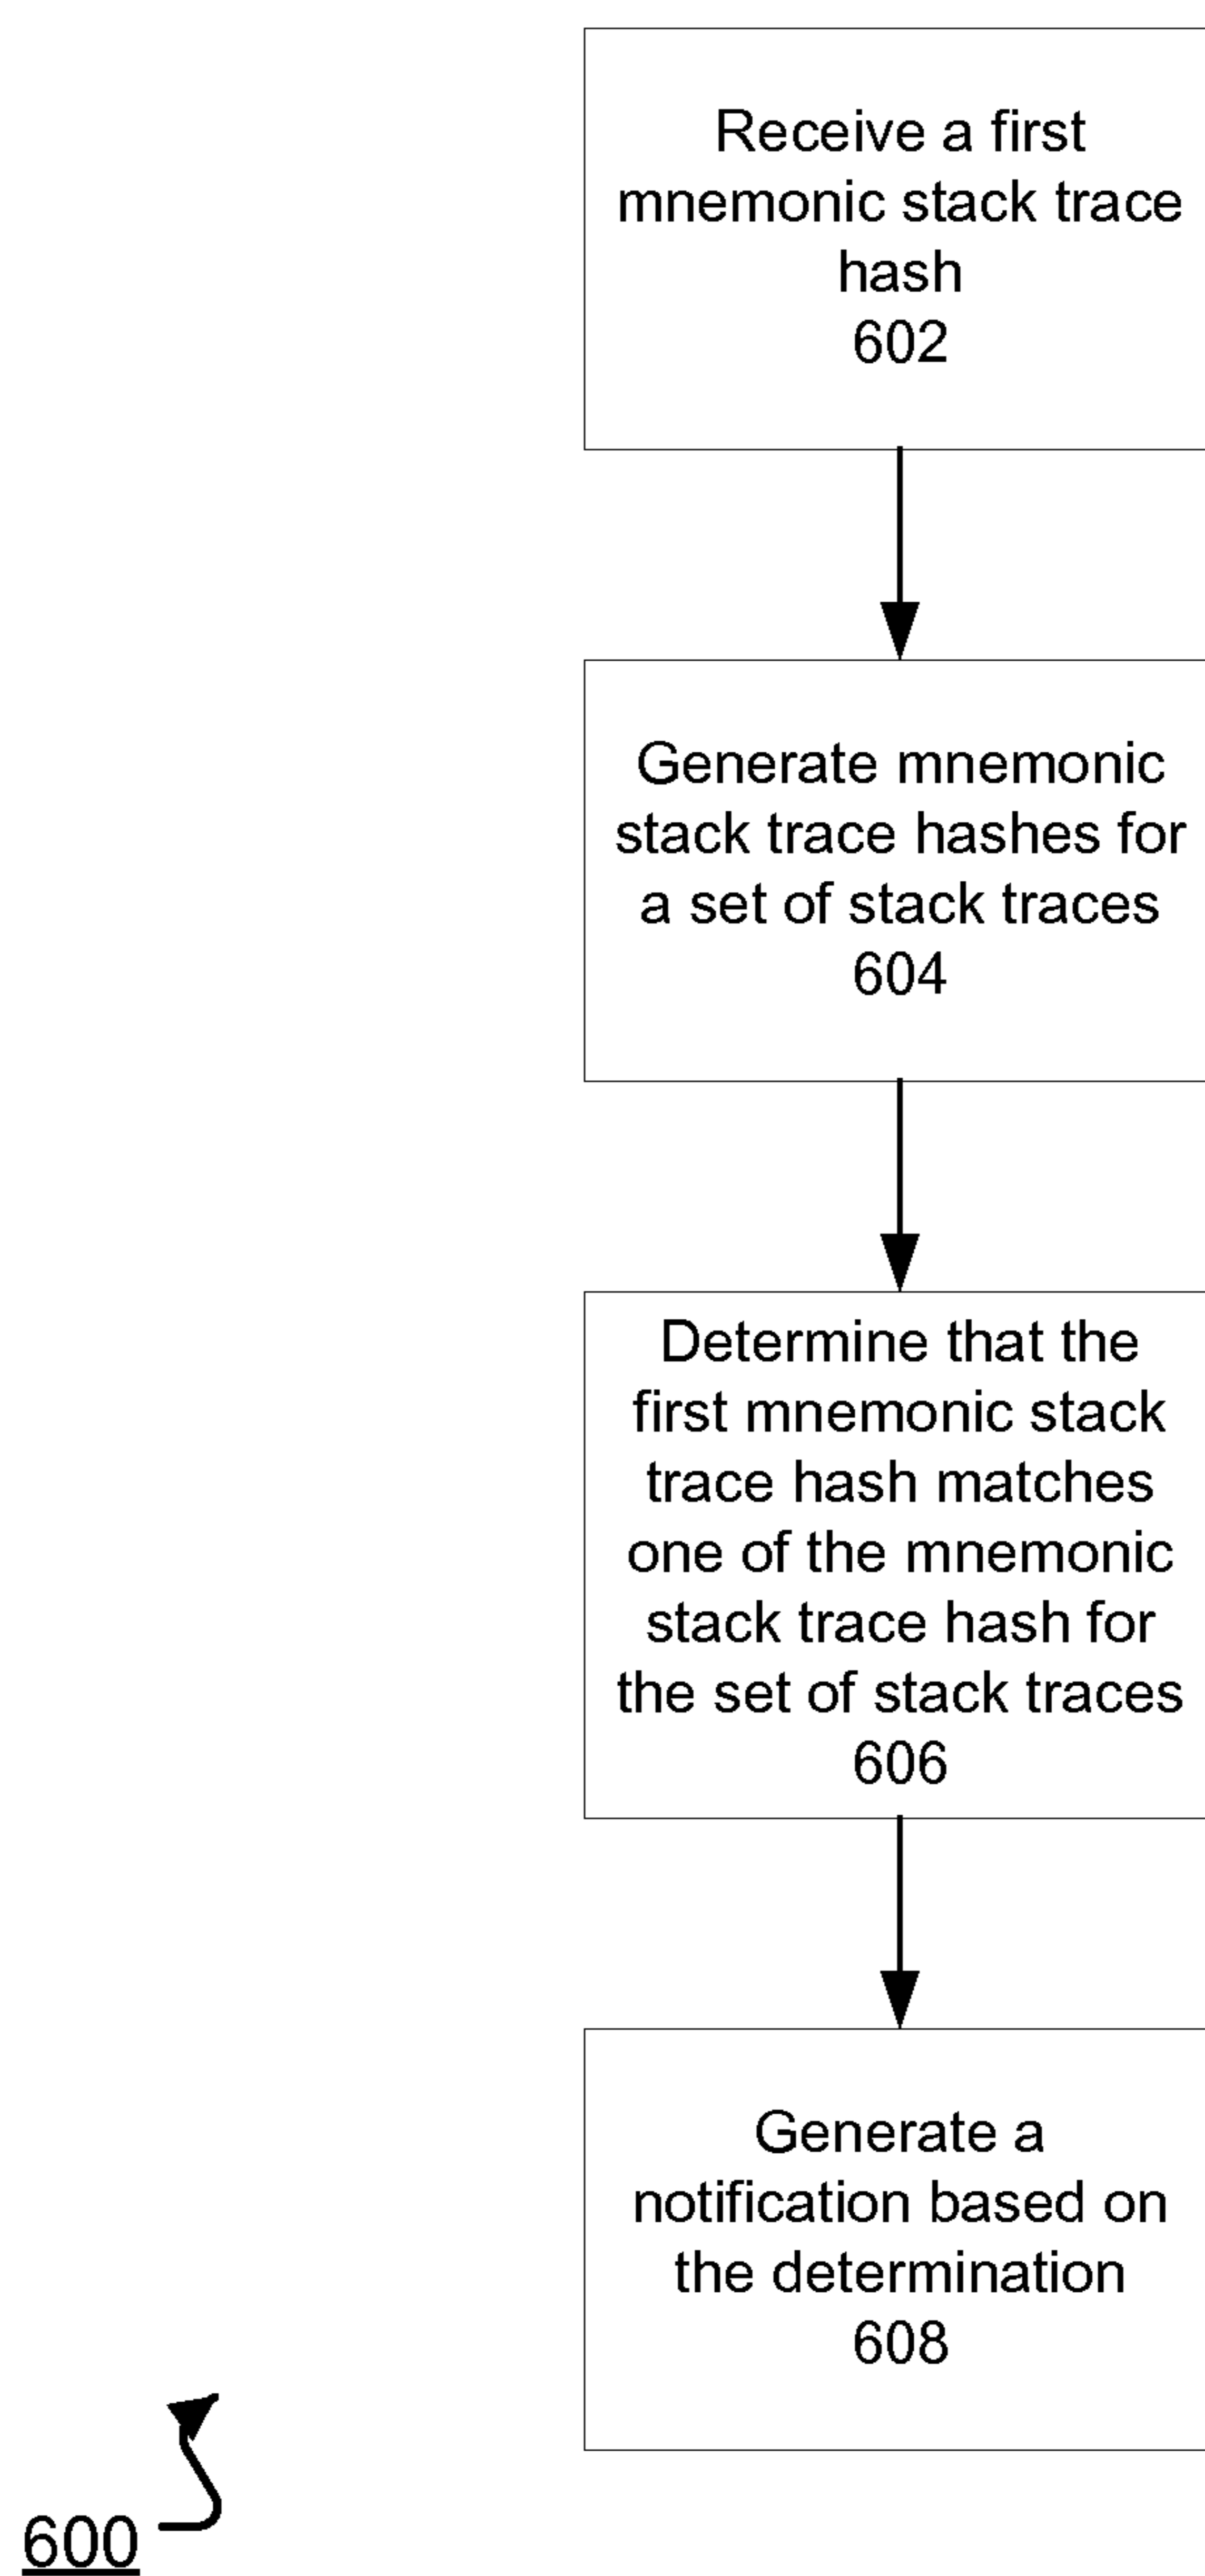 Receive a first
mnemonic stack trace
hash
602
Generate mnemonic
stack trace hashes for
a set of stack traces
604
Determine that the
first mnemonic stack
trace hash matches
one of the mnemonic
stack trace hash for
the set of stack traces
606
Generate a
notification based on
the determination
608
600